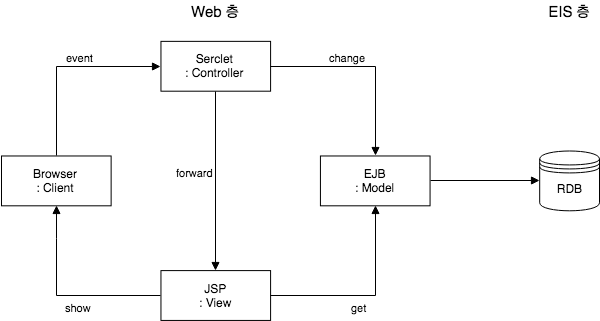 Web 층
EIS 층
event
Serclet
: Controller
change
Browser
: Client
forward
EJB
: Model
RDB
show
JSP
: View
get